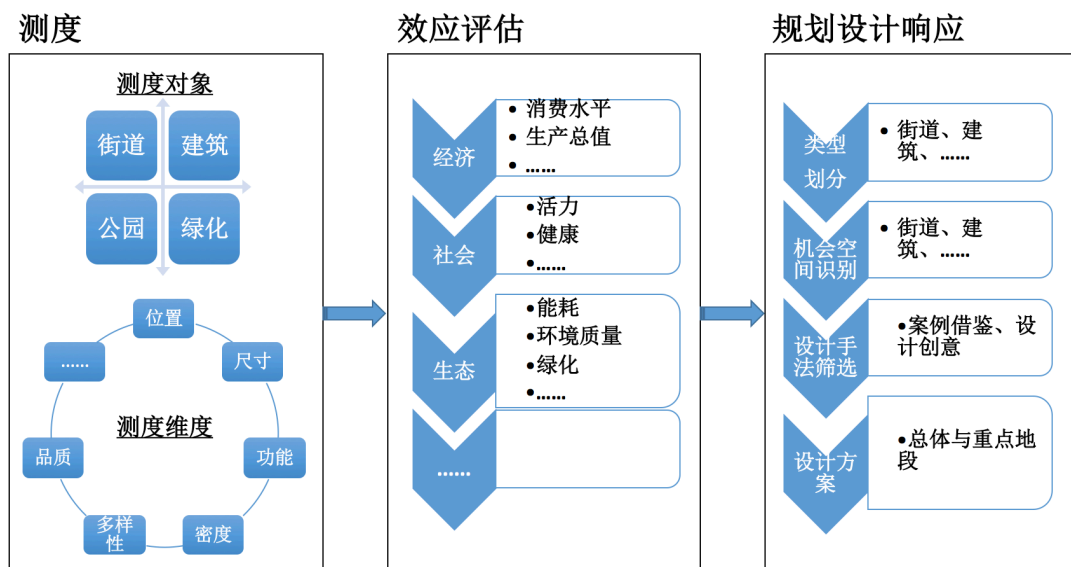 测度
测度对象
街道
建筑
公园
绿化
位置
尺寸
功能
密度
多样
性
品质
......
测度维度
效应评估
经济
• 消费水平
• 生产总值
• ......
社会
•活力
•健康
•......
生态
•能耗
•环境质量
•绿化
•......
......
规划设计响应
类型
划分
• 街道、建
筑、......
机会空
间识别
• 街道、建
筑、......
设计手
法筛选
•案例借鉴、设
计创意
设计方
案
•总体与重点地
段